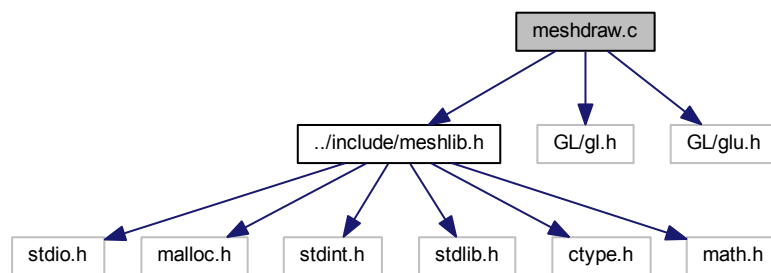 meshdraw.c
../include/meshlib.h
GL/gl.h
GL/glu.h
stdio.h
malloc.h
stdint.h
stdlib.h
ctype.h
math.h